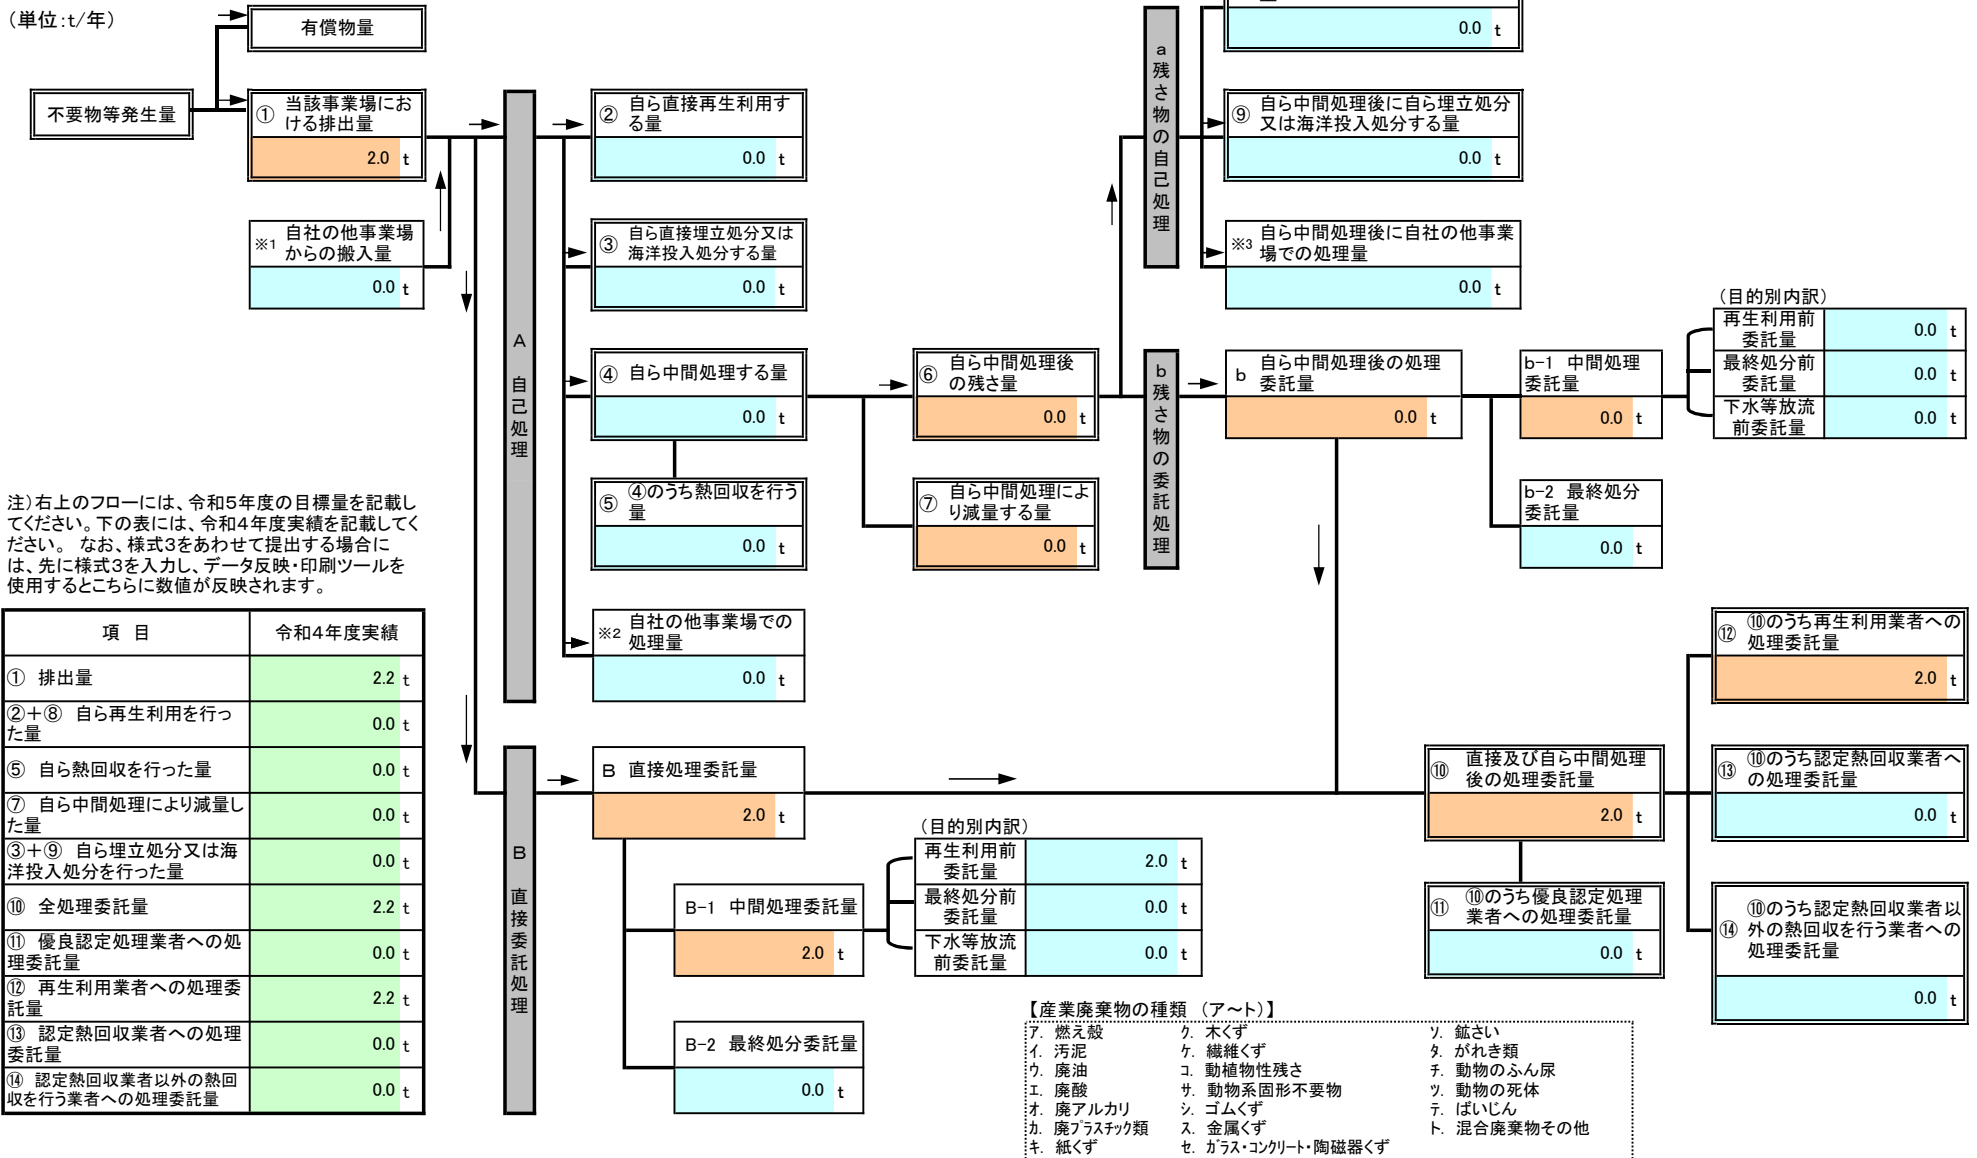 (単位:t/年)
有償物量
不要物等発生量
① 当該事業場にお
ける排出量
2.0 t
※1 自社の他事業場
からの搬入量
0.0 t
A 自己処理
② 自ら直接再生利用す
る量
0.0 t
③ 自ら直接埋立処分又は
海洋投入処分する量
0.0 t
④ 自ら中間処理する量
0.0 t
⑤ ④のうち熱回収を行う
量
0.0 t
※2 自社の他事業場での
処理量
0.0 t
⑥ 自ら中間処理後
の残さ量
0.0 t
⑦ 自ら中間処理によ
り減量する量
0.0 t
a残さ物の自己処理
0.0 t
⑨ 自ら中間処理後に自ら埋立処分
又は海洋投入処分する量
0.0 t
※3 自ら中間処理後に自社の他事業
場での処理量
0.0 t
b残さ物の委託処理
b 自ら中間処理後の処理
委託量
0.0 t
b-1 中間処理
委託量
0.0 t
b-2 最終処分
委託量
0.0 t
(目的別内訳)
再生利用前
委託量
0.0 t
最終処分前
委託量
0.0 t
下水等放流
前委託量
0.0 t
注)右上のフローには、令和5年度の目標量を記載し
てください。下の表には、令和4年度実績を記載してく
ださい。 なお、様式3をあわせて提出する場合に
は、先に様式3を入力し、データ反映・印刷ツールを
使用するとこちらに数値が反映されます。
項 目 令和4年度実績
① 排出量 2.2 t
②+⑧ 自ら再生利用を行っ
た量 0.0 t
⑤ 自ら熱回収を行った量 0.0 t
⑦ 自ら中間処理により減量し
た量 0.0 t
③+⑨ 自ら埋立処分又は海
洋投入処分を行った量 0.0 t
⑩ 全処理委託量 2.2 t
⑪ 優良認定処理業者への処
理委託量 0.0 t
⑫ 再生利用業者への処理委
託量 2.2 t
⑬ 認定熱回収業者への処理
委託量 0.0 t
⑭ 認定熱回収業者以外の熱回
収を行う業者への処理委託量 0.0 t
B 直接委託処理
B 直接処理委託量
2.0 t
B-1 中間処理委託量
2.0 t
B-2 最終処分委託量
0.0 t
(目的別内訳)
再生利用前
委託量
2.0 t
最終処分前
委託量
0.0 t
下水等放流
前委託量
0.0 t
⑩ 直接及び自ら中間処理
後の処理委託量
2.0 t
⑪ ⑩のうち優良認定処理
業者への処理委託量
0.0 t
⑫ ⑩のうち再生利用業者への
処理委託量
2.0 t
⑬ ⑩のうち認定熱回収業者へ
の処理委託量
0.0 t
⑭ ⑩のうち認定熱回収業者以
外の熱回収を行う業者への
処理委託量
0.0 t
【産業廃棄物の種類 (ア~ト)】
ア. 燃え殻 ク. 木くず ソ. 鉱さい
イ. 汚泥 ケ. 繊維くず タ. がれき類
ウ. 廃油 コ. 動植物性残さ チ. 動物のふん尿
エ. 廃酸 サ. 動物系固形不要物 ツ. 動物の死体
オ. 廃アルカリ シ. ゴムくず テ. ばいじん
カ. 廃プラスチック類 ス. 金属くず ト. 混合廃棄物その他
キ. 紙くず セ. ガラス・コンクリート・陶磁器くず